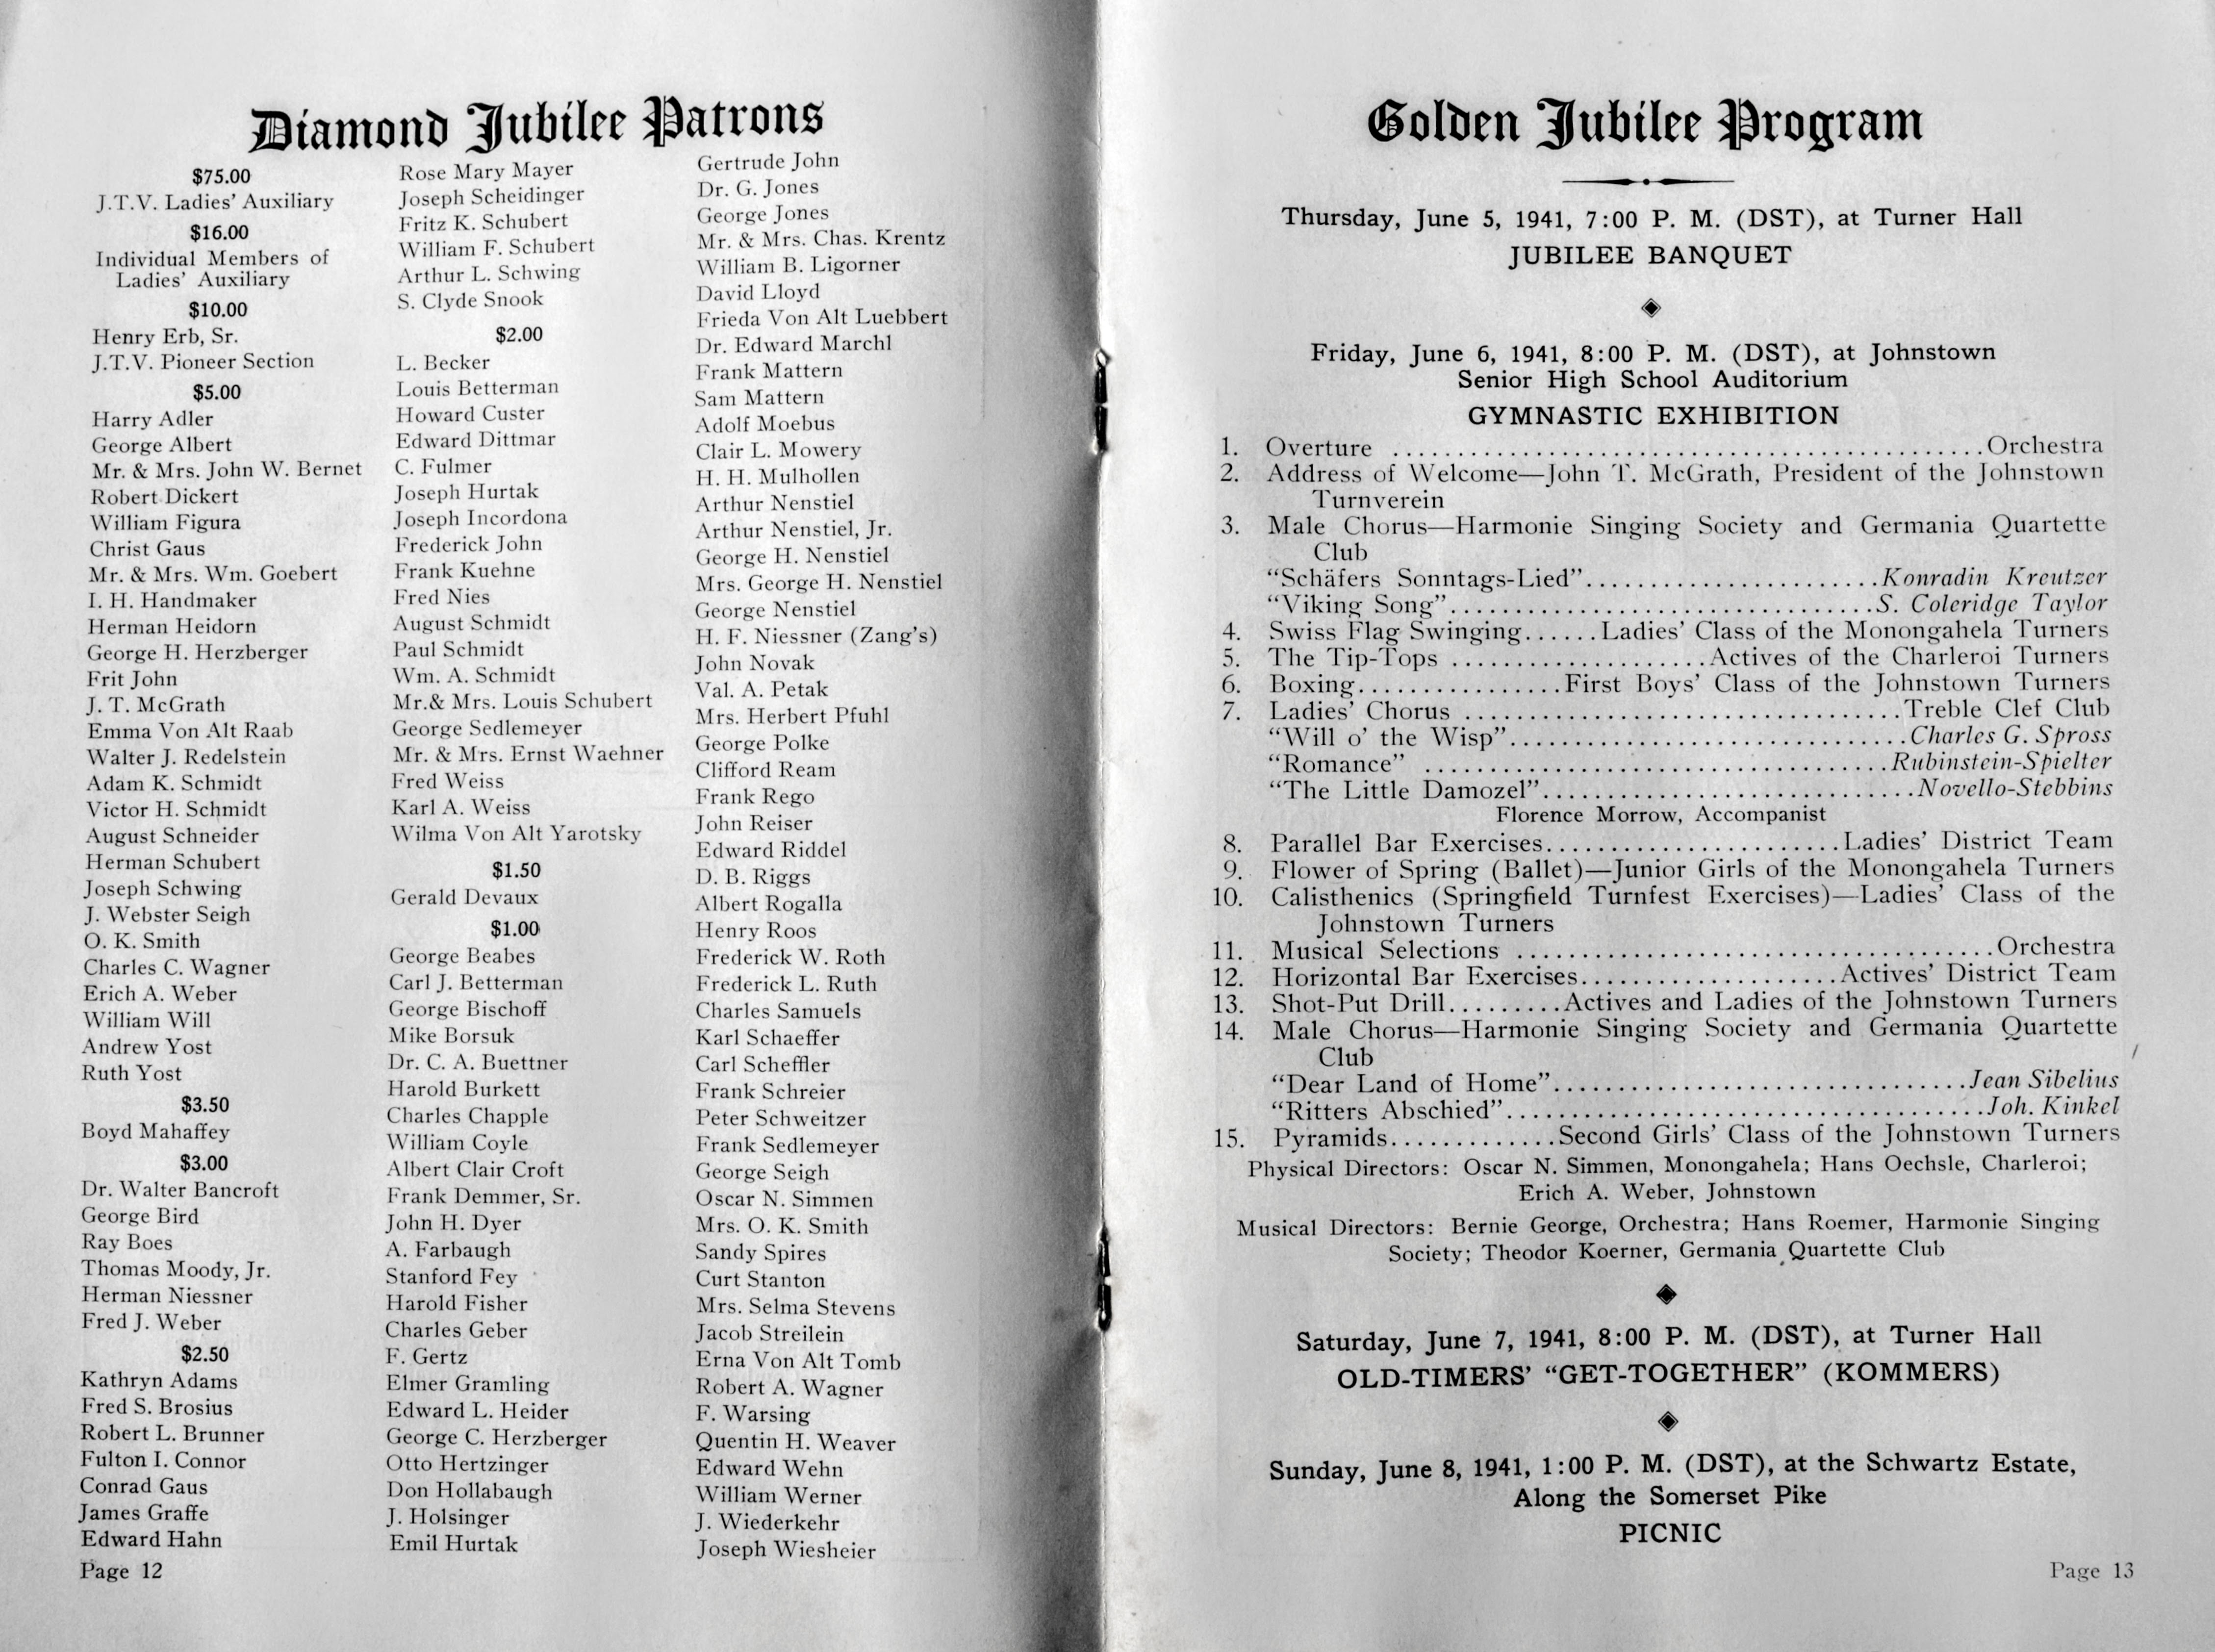 Diamond Jubilee Patrons
$75.00
J.T.V. Ladies' Auxiliary
$16.00
Individual Members of
Ladies' Auxiliary
$10.00
Henry Erb, Sr.
J.T.V. Pioneer Section
$5.00
Harry Adler
George Albert
Mr. & Mrs. John W. Bernet
Robert Dickert
William Figura
Christ Gaus
Mr. & Mrs. Wm. Goebert
I. H. Handmaker
Herman Heidorn
George H. Herzberger
Frit John
J. T. McGrath
Emma Von Alt Raab
Walter J. Redelstein
Adam K. Schmidt
Victor H. Schmidt
August Schneider
Herman Schubert
Joseph Schwing
J. Webster Seigh
O. K. Smith
Charles C. Wagner
Erich A. Weber
William Will
Andrew Yost
Ruth Yost
$3.50
Boyd Mahaffey
$3.00
Dr. Walter Bancroft
George Bird
Ray Boes
Thomas Moody, Jr.
Herman Niessner
Fred J. Weber
$2.50
Kathryn Adams
Fred S. Brosius
Robert L. Brunner
Fulton I. Connor
Conrad Gaus
James Graffe
Edward Hahn
Rose Mary Mayer
Joseph Scheidinger
Fritz K. Schubert
William F. Schubert
Arthur L. Schwing
S. Clyde Snook
$2.00
L. Becker
Louis Betterman
Howard Custer
Edward Dittmar
C. Fulmer
Joseph Hurtak
Joseph Incordona
Frederick John
Frank Kuehne
Fred Nies
August Schmidt
Paul Schmidt
Wm. A. Schmidt
Mr.& Mrs. Louis Schubert
George Sedlemeyer
Mr. & Mrs. Ernst Waehner
Fred Weiss
Karl A. Weiss
Wilma Von Alt Yarotsky
$1.50
Gerald Devaux
$1.00
George Beabes
Carl J. Betterman
George Bischoff
Mike Borsuk
Dr. C. A. Buettner
Harold Burkett
Charles Chapple
William Coyle
Albert Clair Croft
Frank Demmer, Sr.
John H. Dyer
A. Farbaugh
Stanford Fey
Harold Fisher
Charles Geber
F. Gertz
Elmer Gramling
Edward L. Heider
George C. Herzberger
Otto Hertzinger
Don Hollabaugh
J. Holsinger
Emil Hurtak
Gertrude John
Dr. G. Jones
George Jones
Mr. & Mrs. Chas. Krentz
William B. Ligorner
David Lloyd
Frieda Von Alt Luebbert
Dr. Edward Marchl
Frank Mattern
Sam Mattern
Adolf Moebus
Clair L. Mowery
H. H. Mulhollen
Arthur Nenstiel
Arthur Nenstiel, Jr.
George H. Nenstiel
Mrs. George H. Nenstiel
George Nenstiel
H. F. Niessner (Zang's)
John Novak
Val. A. Petak
Mrs. Herbert Pfuhl
George Polke
Clifford Ream
Frank Rego
John Reiser
Edward Riddel
D. B. Riggs
Albert Rogalla
Henry Roos
Frederick W. Roth
Frederick L. Ruth
Charles Samuels
Karl Schaeffer
Carl Scheffler
Frank Schreier
Peter Schweitzer
Frank Sedlemeyer
George Seigh
Oscar N. Simmen
Mrs. O. K. Smith
Sandy Spires
Curt Stanton
Mrs. Selma Stevens
Jacob Streilein
Erna Von Alt Tomb
Robert A. Wagner
F. Warsing
Quentin H. Weaver
Edward Wehn
William Werner
J. Wiederkehr
Joseph Wiesheier
Page 12
Golden Jubilee Program
Thursday, June 5, 1941, 7:00 P. M. (DST), at Turner Hall
JUBILEE BANQUET
Friday, June 6, 1941, 8:00 P. M. (DST), at Johnstown
Senior High School Auditorium
GYMNASTIC EXHIBITION
1. Overture ..........Orchestra
2. Address of Welcome—John T. McGrath, President of the Johnstown
Turnverein
3. Male Chorus—Harmonie Singing Society and Germania Quartette
Club
"Schäfers Sonntags-Lied"..........Konradin Kreutzer
"Viking Song"..........S. Coleridge Taylor
4. Swiss Flag Swinging......Ladies' Class of the Monongahela Turners
5. The Tip-Tops ..........Actives of the Charleroi Turners
6. Boxing..........First Boys' Class of the Johnstown Turners
7. Ladies' Chorus ..........Treble Clef Club
"Will o' the Wisp"..........Charles G. Spross
"Romance" ..........Rubinstein-Spielter
"The Little Damozel"..........Novello-Stebbins
Florence Morrow, Accompanist
8. Parallel Bar Exercises..........Ladies' District Team
9. Flower of Spring (Ballet)—Junior Girls of the Monongahela Turners
10. Calisthenics (Springfield Turnfest Exercises)—Ladies' Class of the
Johnstown Turners
11. Musical Selections ..........Orchestra
12. Horizontal Bar Exercises..........Actives' District Team
13. Shot-Put Drill.........Actives and Ladies of the Johnstown Turners
14. Male Chorus—Harmonie Singing Society and Germania Quartette
Club
"Dear Land of Home"..........Jean Sibelius
"Ritters Abschied"..........Joh. Kinkel
15. Pyramids..........Second Girls' Class of the Johnstown Turners
Physical Directors: Oscar N. Simmen, Monongahela; Hans Oechsle, Charleroi;
Erich A. Weber, Johnstown
Musical Directors: Bernie George, Orchestra; Hans Roemer, Harmonie Singing
Society; Theodor Koerner, Germania Quartette Club
Saturday, June 7, 1941, 8:00 P. M. (DST), at Turner Hall
OLD-TIMERS' "GET-TOGETHER" (KOMMERS)
Sunday, June 8, 1941, 1:00 P. M. (DST), at the Schwartz Estate,
Along the Somerset Pike
PICNIC
Page 13